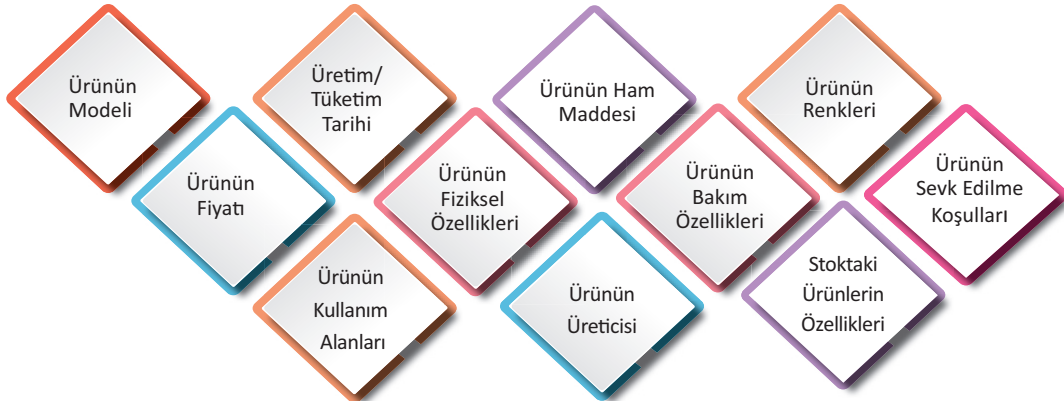 Ürünün
Modeli
Üretim/
Tüketim
Tarihi
Ürünün Ham
Maddesi
Ürünün
Renkleri
Ürünün
Fiyatı
Ürünün
Fiziksel
Özellikleri
Ürünün
Bakım
Özellikleri
Ürünün
Sevk Edilme
Koşulları
Ürünün
Kullanım
Alanları
Ürünün
Üreticisi
Stoktaki
Ürünlerin
Özellikleri